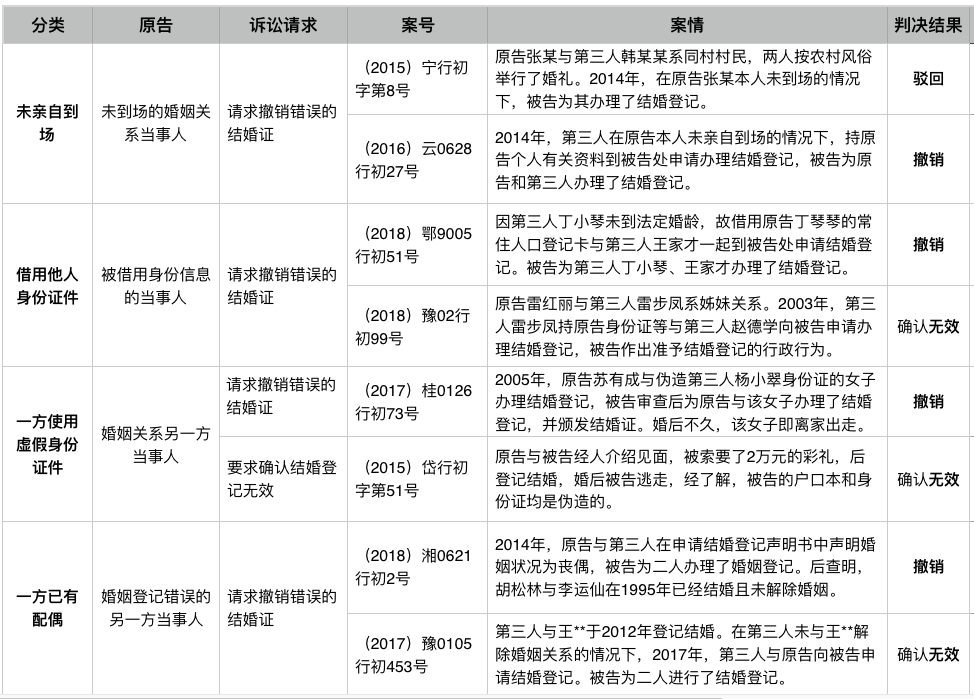 分类 原告 诉讼请求 案号 案情 判决结果
未亲自到
场
未到场的婚姻关
系当事人
请求撤销错误的
结婚证
（2015）宁行初
字第8号
原告张某与第三人韩某某系同村村民，两人按农村风俗
举行了婚礼。2014年，在原告张某本人未到场的情况
下，被告为其办理了结婚登记。
驳回
（2016）云0628
行初27号
2014年，第三人在原告本人未亲自到场的情况下，持原
告个人有关资料到被告处申请办理结婚登记，被告为原
告和第三人办理了结婚登记。
撤销
借用他人
身份证件
被借用身份信息
的当事人
请求撤销错误的
结婚证
（2018）鄂9005
行初51号
因第三人丁小琴未到法定婚龄，故借用原告丁琴琴的常
住人口登记卡与第三人王家才一起到被告处申请结婚登
记。被告为第三人丁小琴、王家才办理了结婚登记。
撤销
（2018）豫02行
初99号
原告雷红丽与第三人雷步凤系姊妹关系。2003年，第三
人雷步凤持原告身份证等与第三人赵德学向被告申请办
理结婚登记，被告作出准予结婚登记的行政行为。
确认无效
一方使用
虚假身份
证件
婚姻关系另一方
当事人
请求撤销错误的
结婚证
（2017）桂0126
行初73号
2005年，原告苏有成与伪造第三人杨小翠身份证的女子
办理结婚登记，被告审查后为原告与该女子办理了结婚
登记，并颁发结婚证。婚后不久，该女子即离家出走。
撤销
要求确认结婚登
记无效
（2015）岱行初
字第51号
原告与被告经人介绍见面，被索要了2万元的彩礼，后
登记结婚，婚后被告逃走，经了解，被告的户口本和身
份证均是伪造的。
确认无效
一方已有
配偶
婚姻登记错误的
另一方当事人
请求撤销错误的
结婚证
（2018）湘0621
行初2号
2014年，原告与第三人在申请结婚登记声明书中声明婚
姻状况为丧偶，被告为二人办理了婚姻登记。后查明，
胡松林与李运仙在1995年已经结婚且未解除婚姻。
撤销
（2017）豫0105
行初453号
第三人与王**于2012年登记结婚。在第三人未与王**解
除婚姻关系的情况下，2017年，第三人与原告向被告申
请结婚登记。被告为二人进行了结婚登记。
确认无效